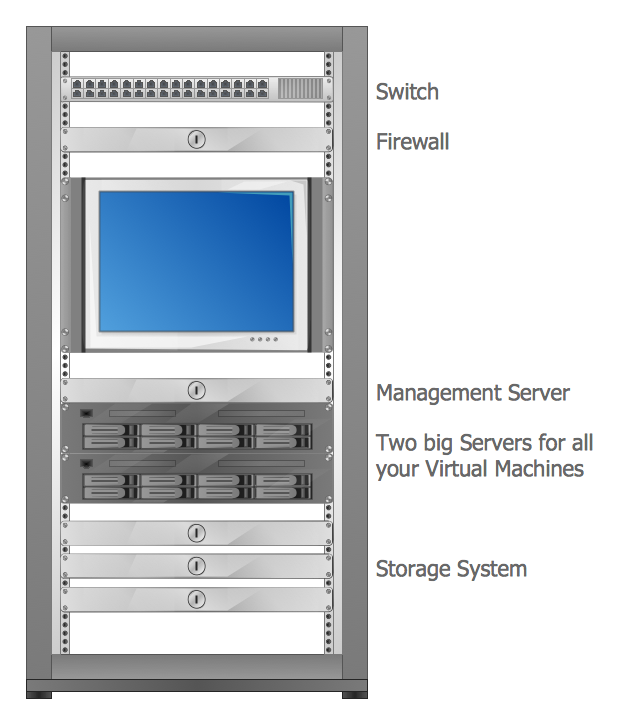 Switch
Firewall
Management Server
Two big Servers for all
your Virtual Machines
Storage System